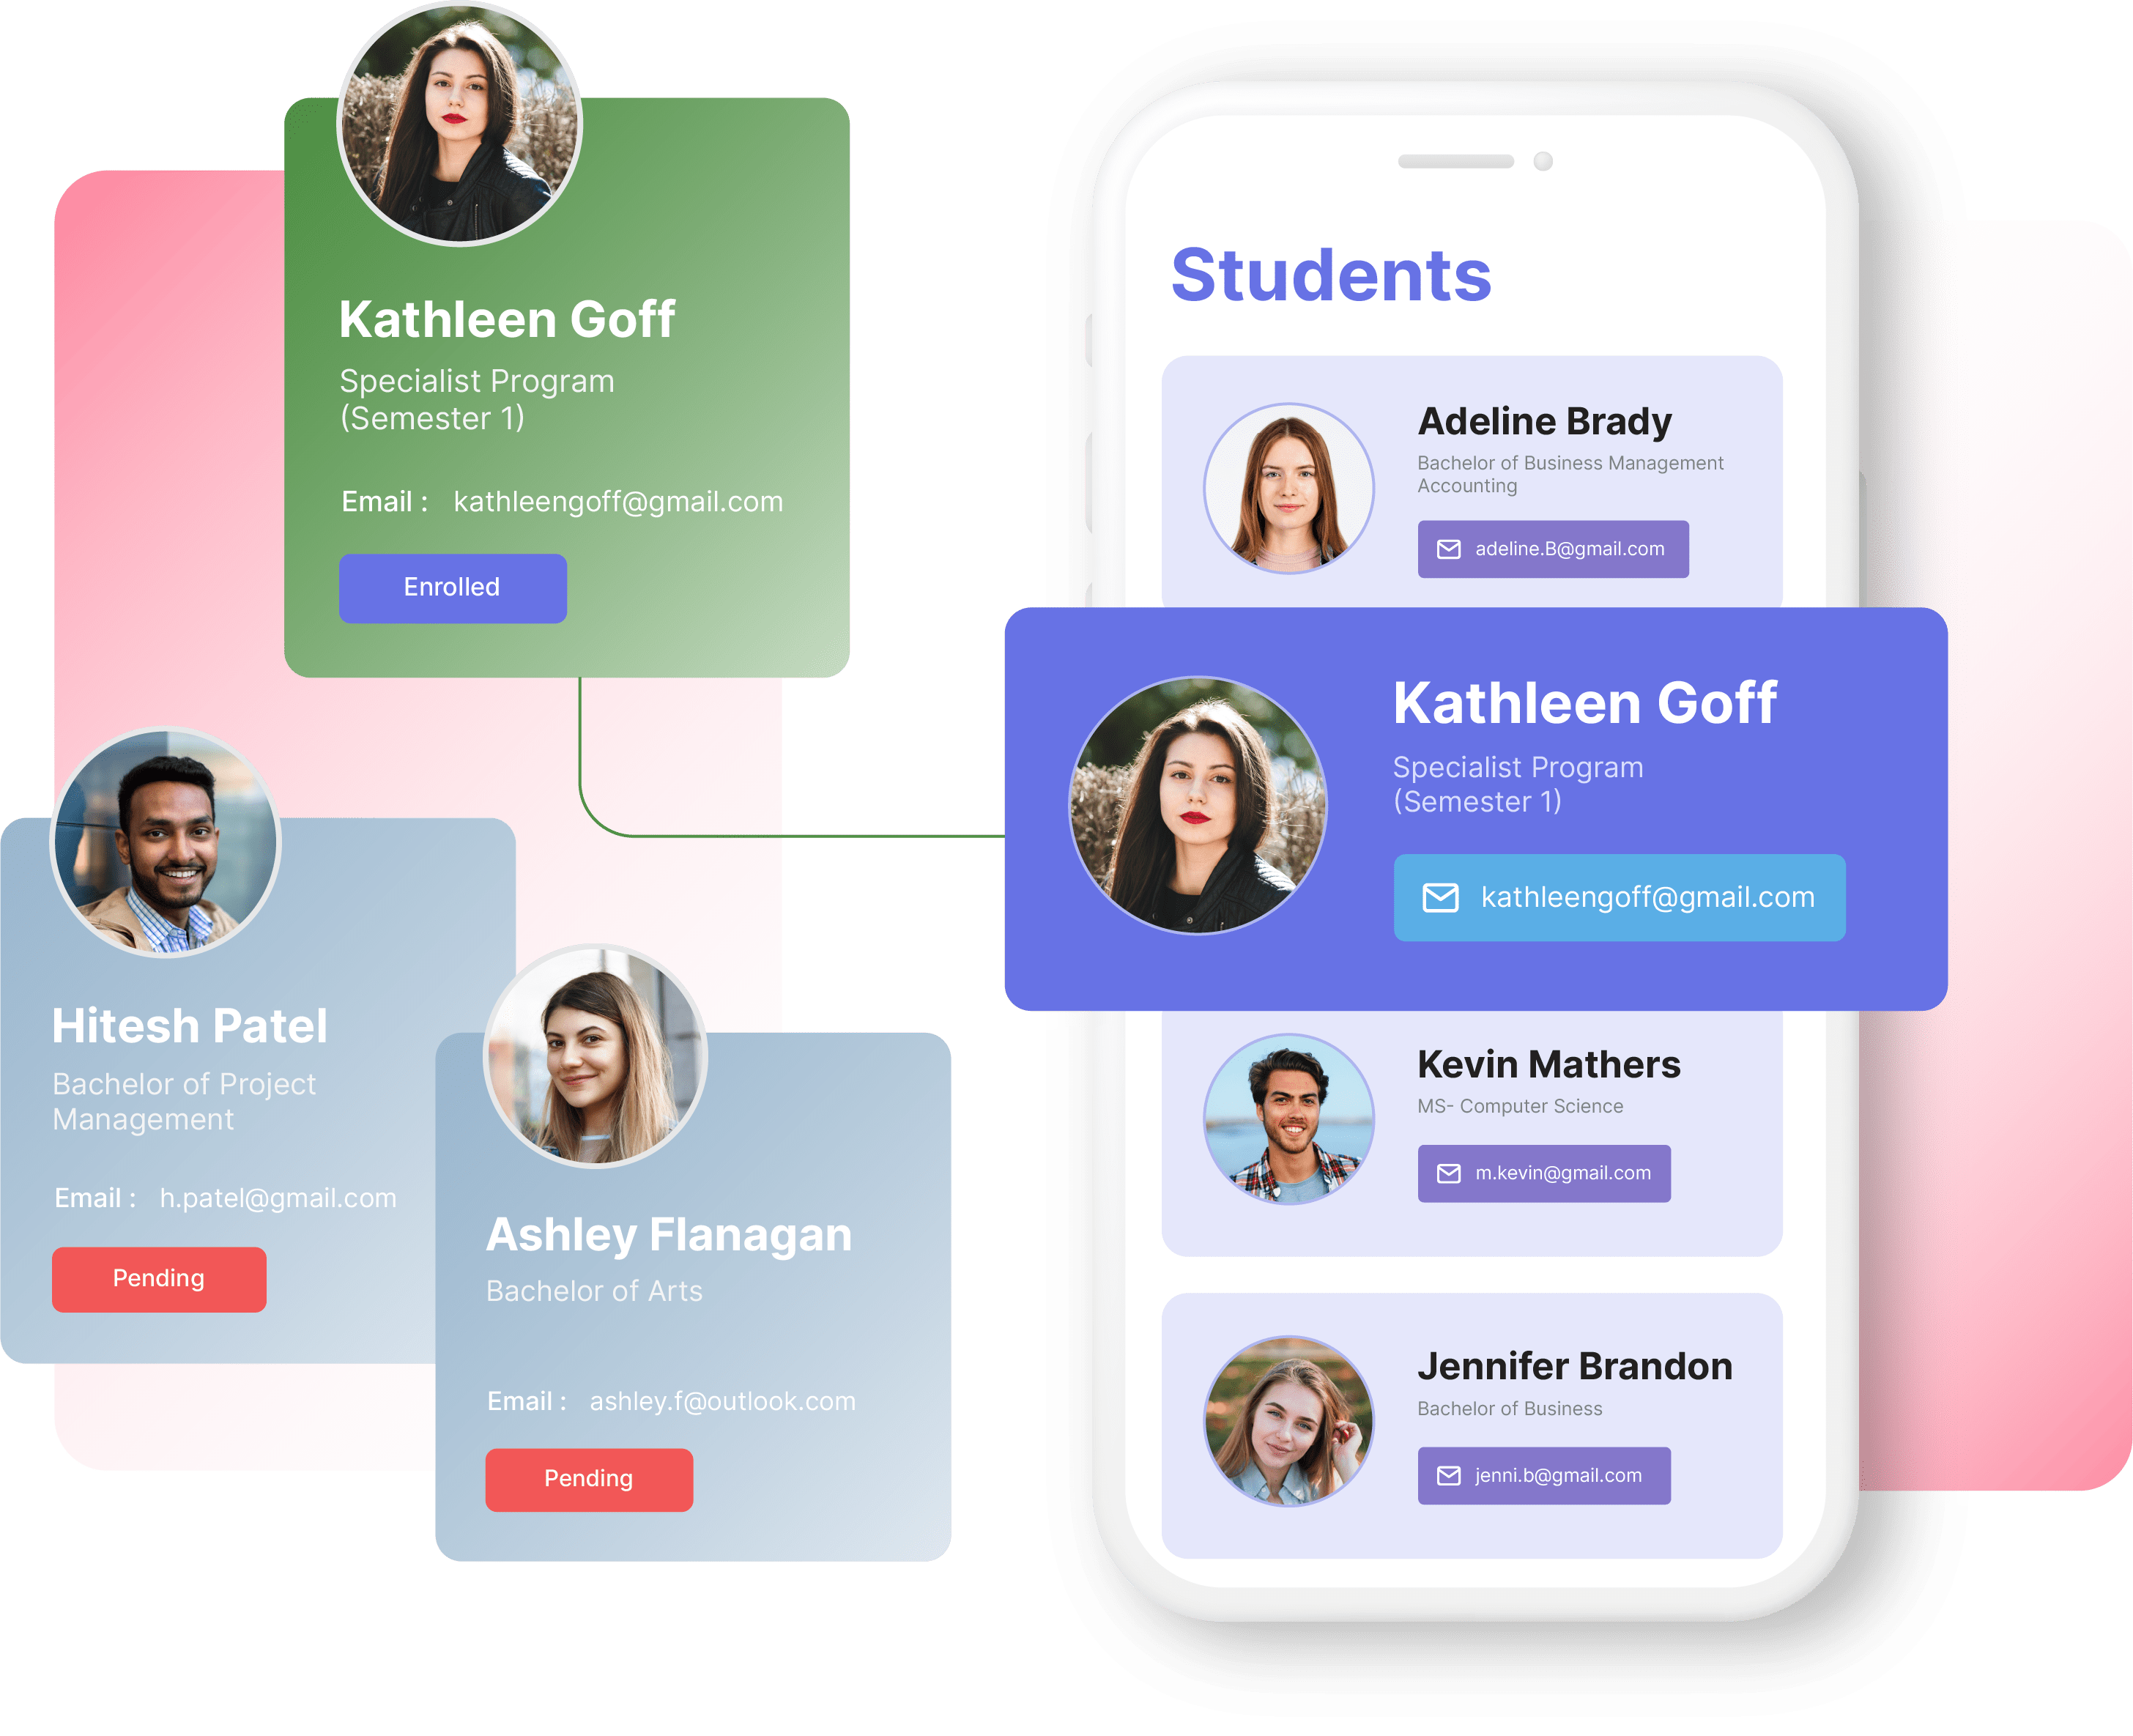 Kathleen Goff
Specialist Program
(Semester 1)
Email : kathleengoff@gmail.com
Enrolled
Hitesh Patel
Bachelor of Project
Management
Email : h.patel@gmail.com
Pending
Ashley Flanagan
Bachelor of Arts
Email : ashley.f@outlook.com
Pending
Students
Adeline Brady
Bachelor of Business Management
Accounting
adeline.B@gmail.com
Kathleen Goff
Specialist Program
(Semester 1)
kathleengoff@gmail.com
Kevin Mathers
MS- Computer Science
m.kevin@gmail.com
Jennifer Brandon
Bachelor of Business
jenni.b@gmail.com